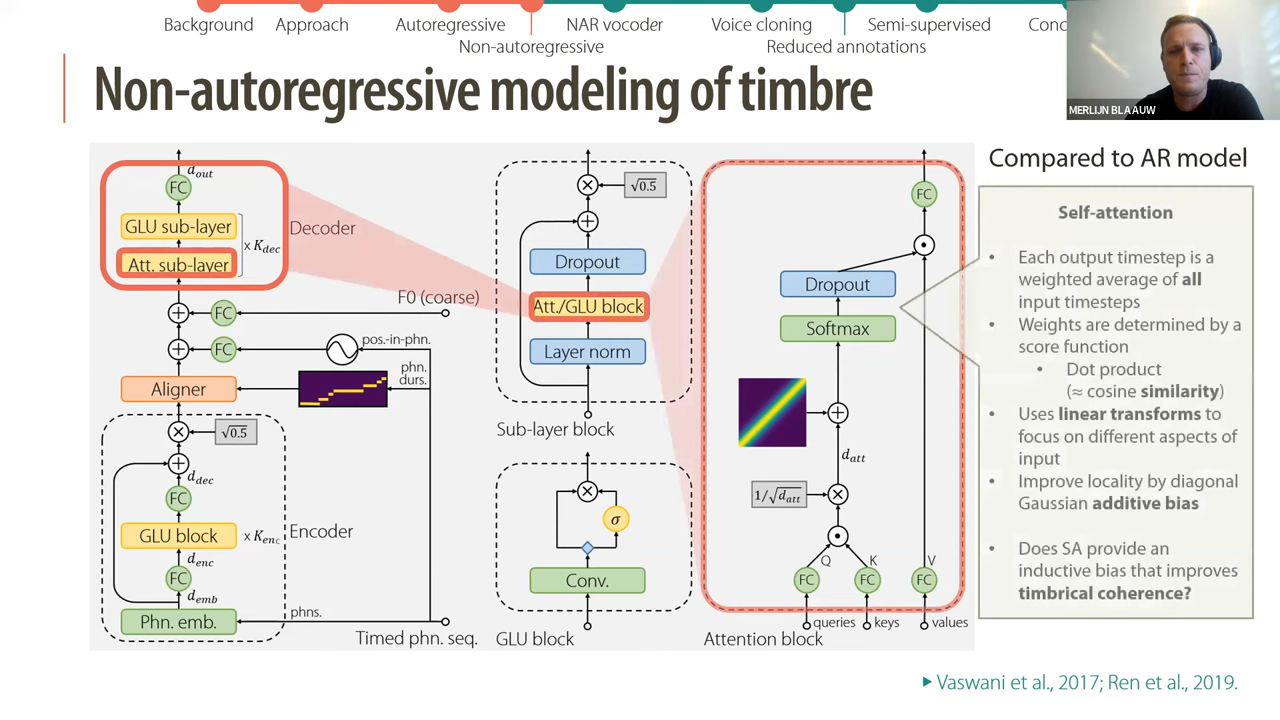 Background
Approach
Autoregressive
NAR vocoder
Voice cloning
Semi-supervised
Conc
Non-autoregressive
Reduced annotations
MERLIJN BLAAUW
Non-autoregressive modeling of timbre
d_out
FC
GLU sub-layer
Att. sub-layer
x K_dec
Decoder
F0 (coarse)
FC
pos.-in-phn.
FC
phn.
durs.
Aligner
√0.5
d_dec
FC
GLU block
x K_enc
Encoder
d_enc
FC
d_emb
Phn. emb.
phns.
Timed phn. seq.
√0.5
Dropout
Att./GLU block
Layer norm
Sub-layer block
σ
Conv.
GLU block
FC
Dropout
Softmax
d_att
1/√d_att
Q
K
V
FC
FC
FC
queries
keys
values
Attention block
Compared to AR model
Self-attention
• Each output timestep is a
weighted average of all
input timesteps
• Weights are determined by a
score function
• Dot product
(≈ cosine similarity)
• Uses linear transforms to
focus on different aspects of
input
• Improve locality by diagonal
Gaussian additive bias
• Does SA provide an
inductive bias that improves
timbrical coherence?
Vaswani et al., 2017; Ren et al., 2019.